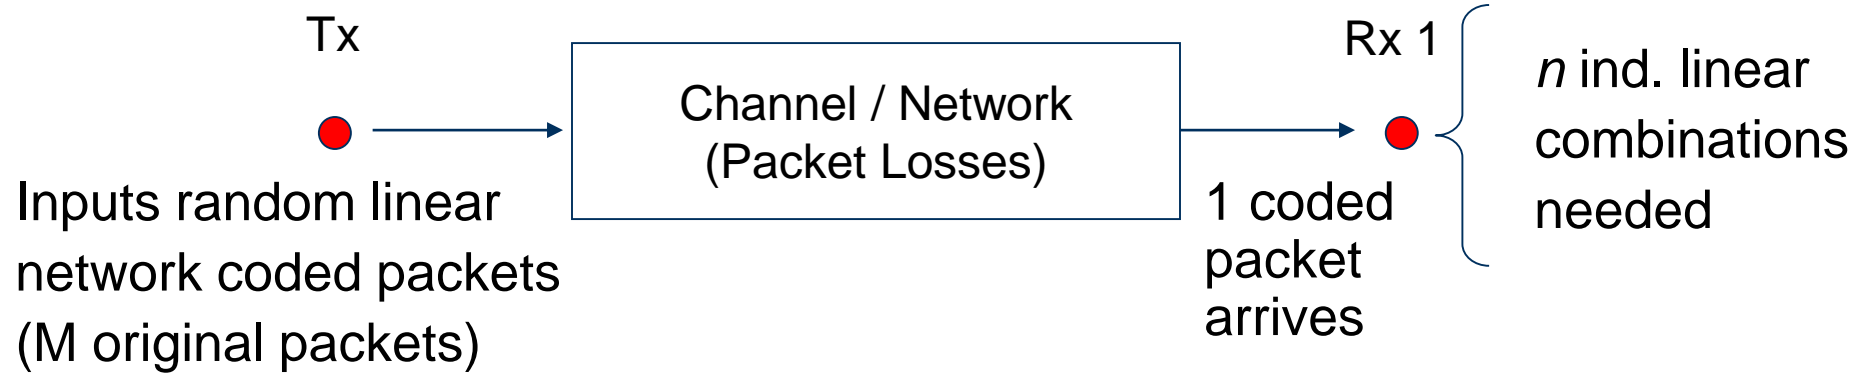 Tx
Inputs random linear
network coded packets
(M original packets)
Channel / Network
(Packet Losses)
Rx 1
1 coded
packet
arrives
n ind. linear
combinations
needed